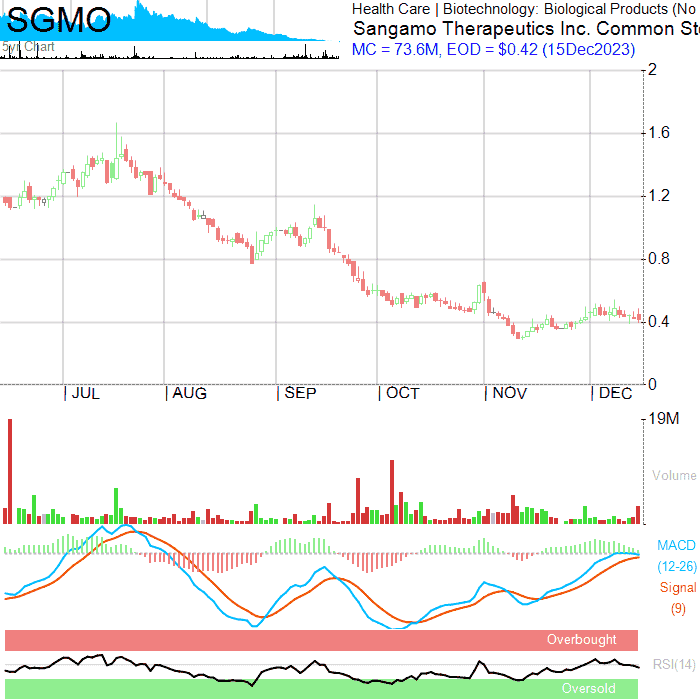 SGMO
5yr Chart
Health Care | Biotechnology: Biological Products (No
Sangamo Therapeutics Inc. Common Sto
MC = 73.6M, EOD = $0.42 (15Dec2023)
2
1.6
1.2
0.8
0.4
0
JUL AUG SEP OCT NOV DEC
19M
Volume
MACD
(12-26)
Signal
(9)
Overbought
RSI(14)
Oversold